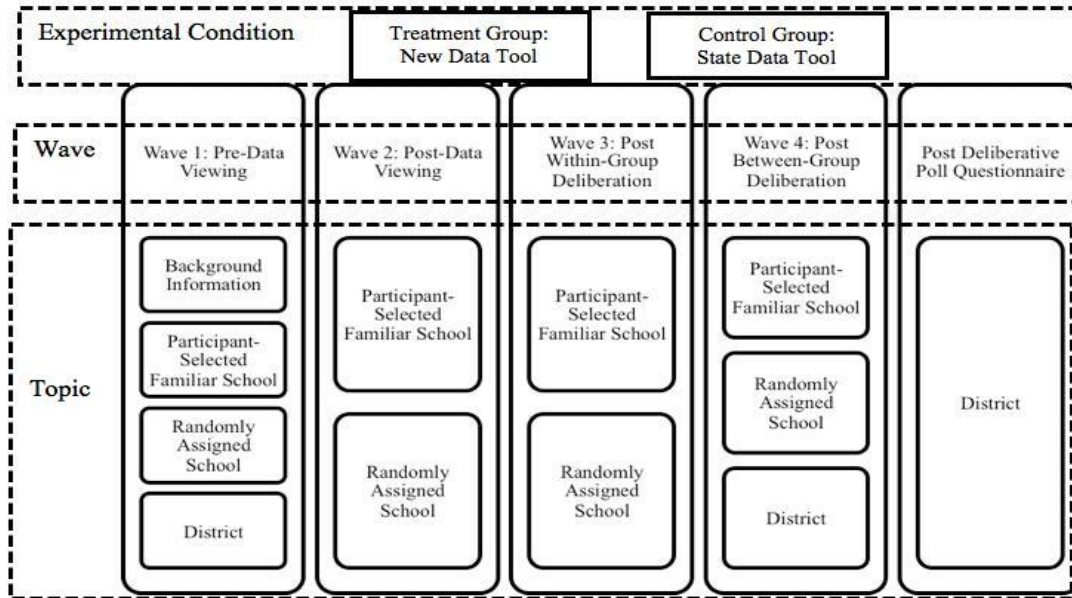 Experimental Condition
Treatment Group:
New Data Tool
Control Group:
State Data Tool
Wave
Wave 1: Pre-Data
Viewing
Wave 2: Post-Data
Viewing
Wave 3: Post
Within-Group
Deliberation
Wave 4: Post
Between-Group
Deliberation
Post Deliberative
Poll Questionnaire
Topic
Background
Information
Participant-
Selected
Familiar School
Randomly
Assigned
School
District
Participant-
Selected
Familiar School
Randomly
Assigned
School
Participant-
Selected
Familiar School
Randomly
Assigned
School
Participant-
Selected
Familiar School
Randomly
Assigned
School
District
District